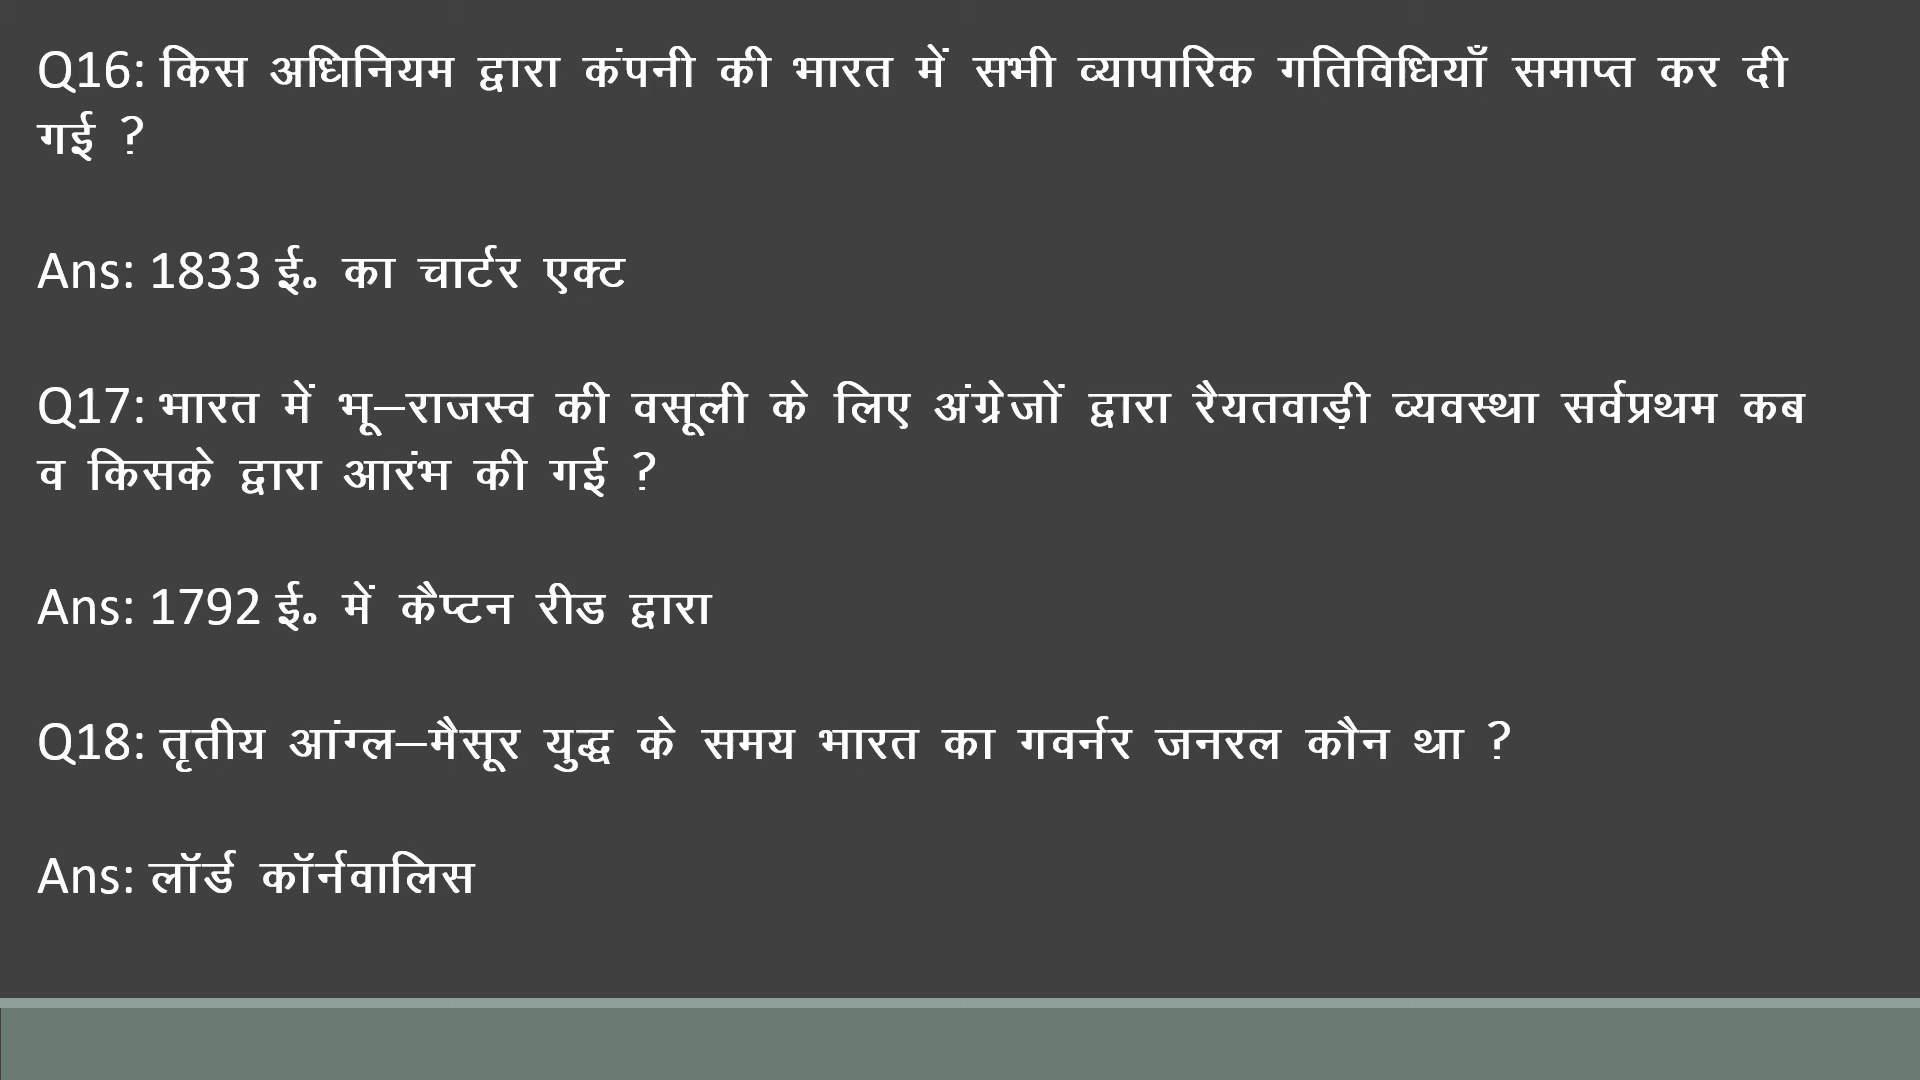 Q16: किस अधिनियम द्वारा कंपनी की भारत में सभी व्यापारिक गतिविधियाँ समाप्त कर दी
गई ?
Ans: 1833 ई॰ का चार्टर एक्ट
Q17: भारत में भू–राजस्व की वसूली के लिए अंग्रेजों द्वारा रैयतवाड़ी व्यवस्था सर्वप्रथम कब
व किसके द्वारा आरंभ की गई ?
Ans: 1792 ई॰ में कैप्टन रीड द्वारा
Q18: तृतीय आंग्ल–मैसूर युद्ध के समय भारत का गवर्नर जनरल कौन था ?
Ans: लॉर्ड कॉर्नवालिस